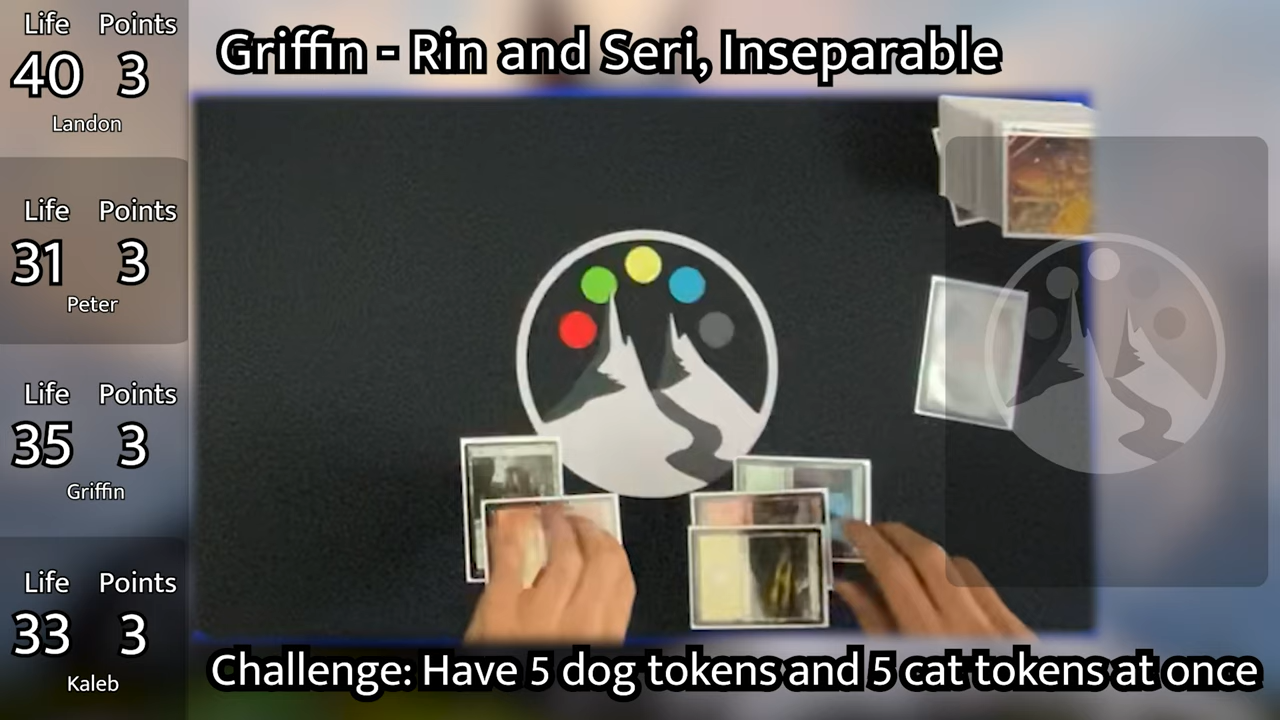 Life Points
40 3
Landon
Life Points
31 3
Peter
Life Points
35 3
Griffin
Life Points
33 3
Kaleb
Griffin - Rin and Seri, Inseparable
Challenge: Have 5 dog tokens and 5 cat tokens at once